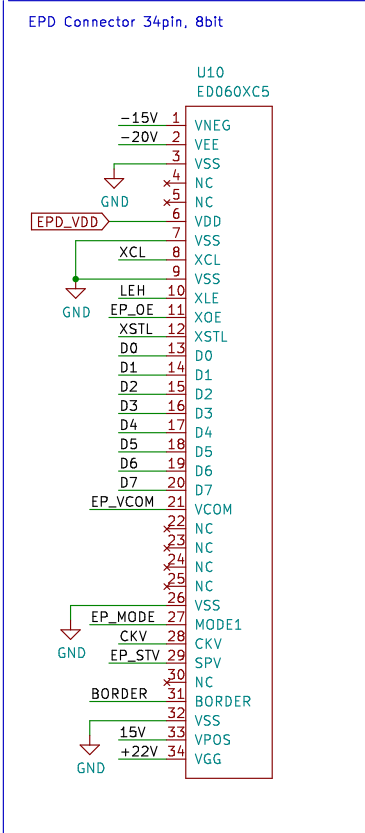 EPD Connector 34pin, 8bit
U10
ED060XC5
-15V 1 VNEG
-20V 2 VEE
3 VSS
4 NC
GND
5 NC
EPD_VDD 6 VDD
7 VSS
XCL 8 XCL
9 VSS
LEH 10 XLE
GND
EP_OE 11 XOE
XSTL 12 XSTL
D0 13 D0
D1 14 D1
D2 15 D2
D3 16 D3
D4 17 D4
D5 18 D5
D6 19 D6
D7 20 D7
EP_VCOM 21 VCOM
22 NC
23 NC
24 NC
25 NC
26 VSS
EP_MODE 27 MODE1
CKV 28 CKV
GND
EP_STV 29 SPV
30 NC
BORDER 31 BORDER
32 VSS
15V 33 VPOS
+22V 34 VGG
GND